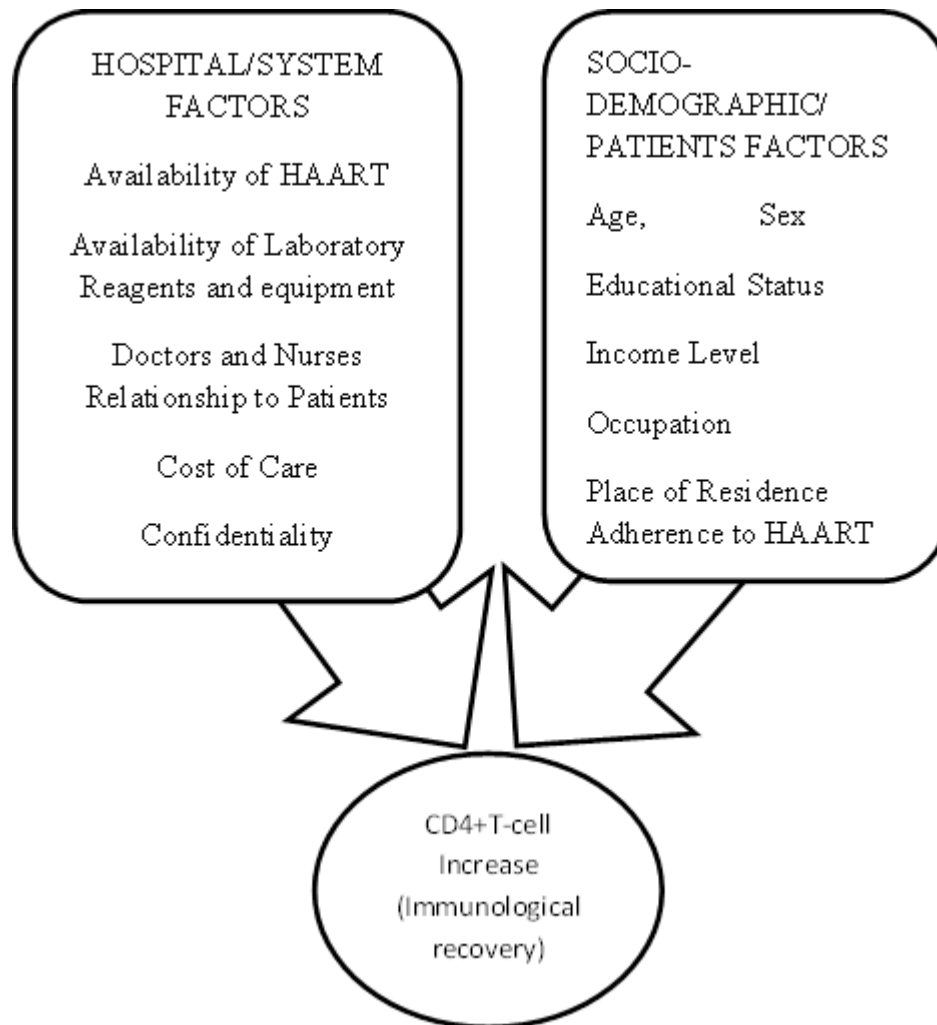 HOSPITAL/SYSTEM
FACTORS
Availability of HAART
Availability of Laboratory
Reagents and equipment
Doctors and Nurses
Relationship to Patients
Cost of Care
Confidentiality
SOCIO-
DEMOGRAPHIC/
PATIENTS FACTORS
Age, Sex
Educational Status
Income Level
Occupation
Place of Residence
Adherence to HAART
CD4+T-cell
Increase
(Immunological
recovery)